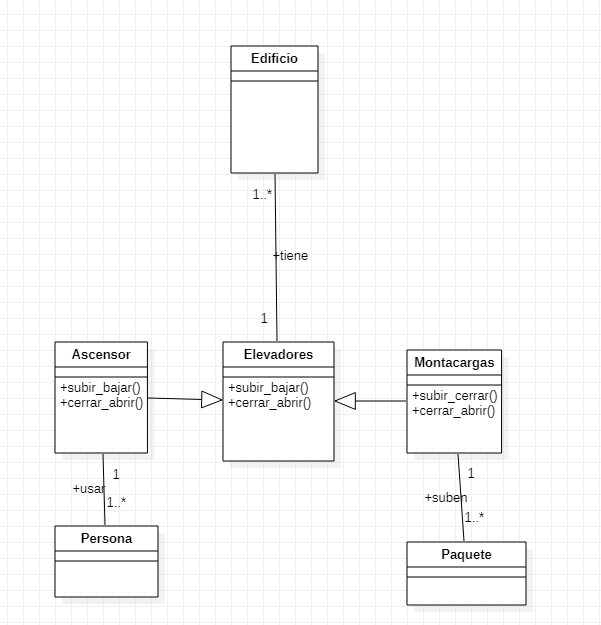 Edificio
1..*
+tiene
1
Ascensor
+subir_bajar()
+cerrar_abrir()
Elevadores
+subir_bajar()
+cerrar_abrir()
Montacargas
+subir_cerrar()
+cerrar_abrir()
1
+usar
1..*
1
+suben
1..*
Persona
Paquete